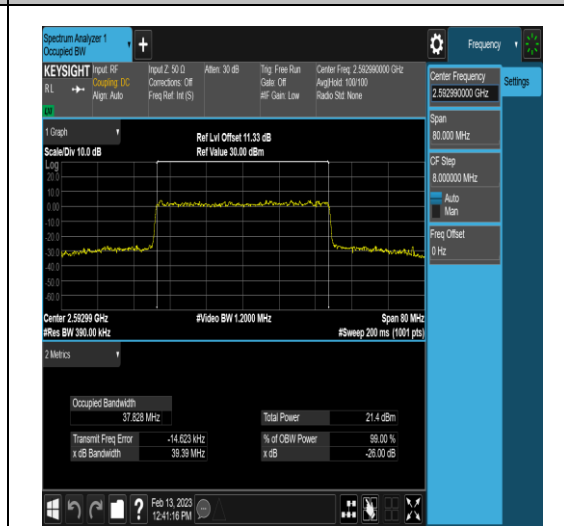 Spectrum Analyzer 1
Occupied BW
+
Frequency
KEYSIGHT Input: RF Input Z: 50 Ω Atten: 30 dB Trig: Free Run Center Freq: 2.592990000 GHz
RL Coupling: DC Corrections: Off Gate: Off Avg|Hold: 100/100
Align: Auto Freq Ref: Int (S) #IF Gain: Low Radio Std: None
LW
Center Frequency
2.592990000 GHz
Settings
Span
80.000 MHz
CF Step
8.000000 MHz
Auto
Man
Freq Offset
0 Hz
1 Graph
Ref Lvl Offset 11.33 dB
Scale/Div 10.0 dB Ref Value 30.00 dBm
Log
20.0
10.0
0.00
-10.0
-20.0
-30.0
-40.0
-50.0
-60.0
Center 2.59299 GHz #Video BW 1.2000 MHz Span 80 MHz
#Res BW 390.00 kHz #Sweep 200 ms (1001 pts)
2 Metrics
Occupied Bandwidth
37.828 MHz
Total Power 21.4 dBm
Transmit Freq Error -14.623 kHz % of OBW Power 99.00 %
x dB Bandwidth 39.39 MHz x dB -26.00 dB
?
Feb 13, 2023
12:41:16 PM